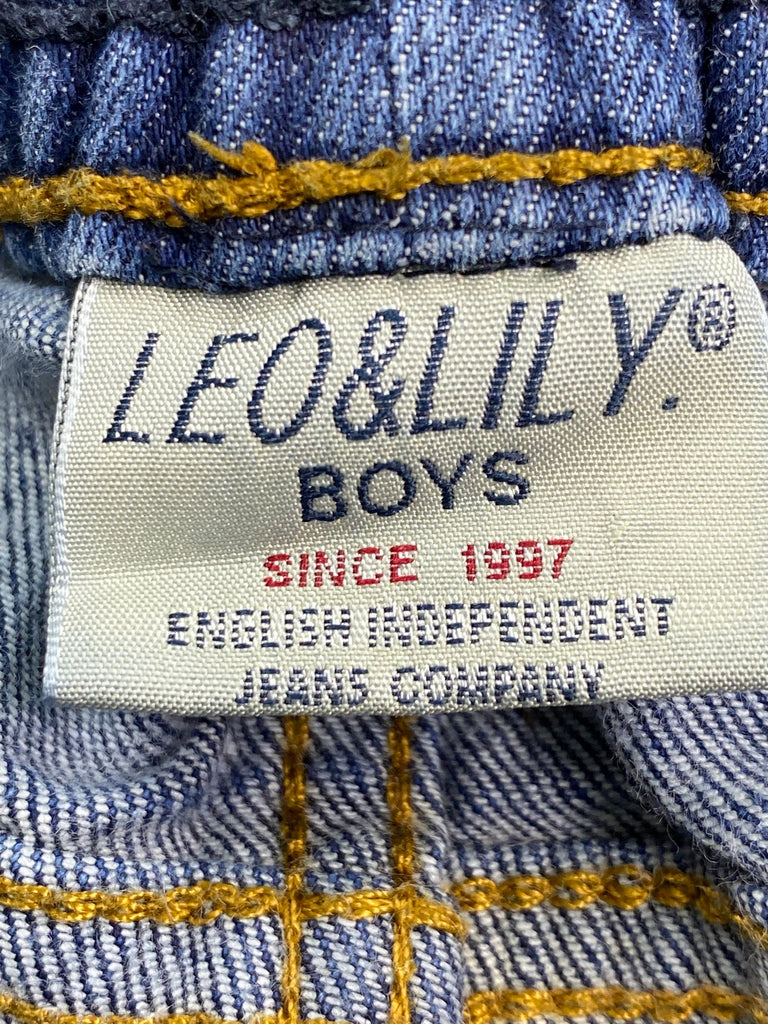 LEO&LILY.®
BOYS
SINCE 1997
ENGLISH INDEPENDENT
JEANS COMPANY